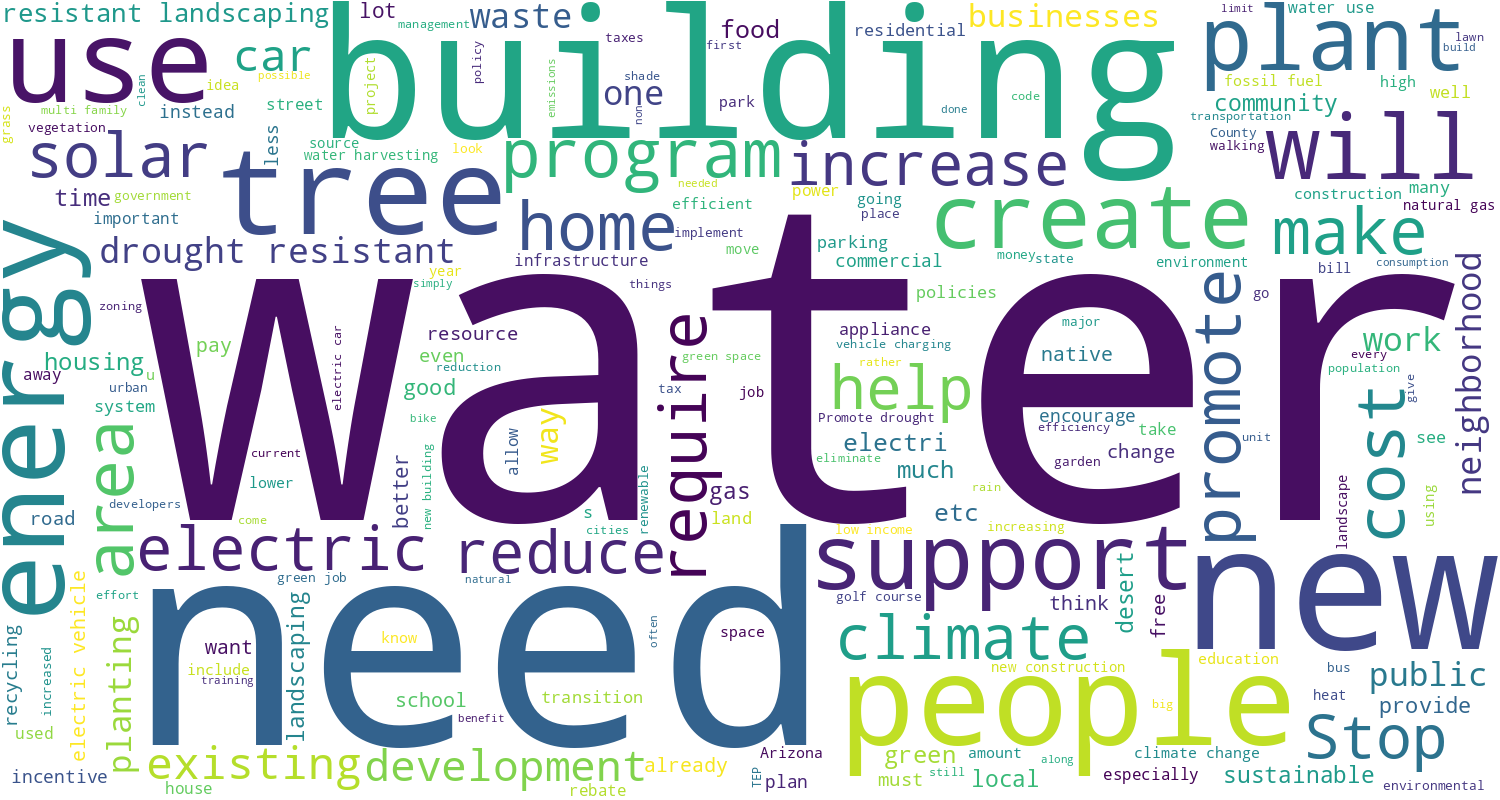 resistant landscaping
lot
management
waste
taxes
food
first
residential
businesses
limit
water use
plant
lawn
build
use
car
building
clean
possible
idea
project
policy
emissions
shade
one
non
park
done
code
fossil fuel
high
well
community
transportation
grass
multi family
instead
street
vegetation
source
less
water harvesting
look
program
increase
County
walking
will
solar
tree
needed
power
going
place
construction
many
natural gas
time
government
important
home
efficient
implement
move
create
make
parking
commercial
money
state
environment
bill
consumption
drought resistant
infrastructure
year
simply
things
policies
go
neighborhood
energy
zoning
water
resource
require
appliance
vehicle charging
major
native
promote
work
every
population
give
pay
housing
away
u
urban
system
even
reduction
good
green space
rather
tax
job
help
electric car
bike
way
allow
Promote drought
encourage
efficiency
take
change
unit
cost
see
area
current
lower
better
new building
eliminate
electri
much
garden
rain
using
landscape
developers
road
come
s
cities
renewable
gas
land
etc
low income
increasing
electric
reduce
support
new
green job
natural
effort
need
golf course
think
desert
free
recycling
increased
electric vehicle
planting
landscaping
want
include
training
know
often
space
climate
people
new construction
education
big
bus
heat
public
provide
Stop
school
benefit
transition
used
existing
development
already
Arizona
TEP
plan
green
amount
must
still
local
along
climate change
especially
sustainable
environmental
incentive
house
rebate